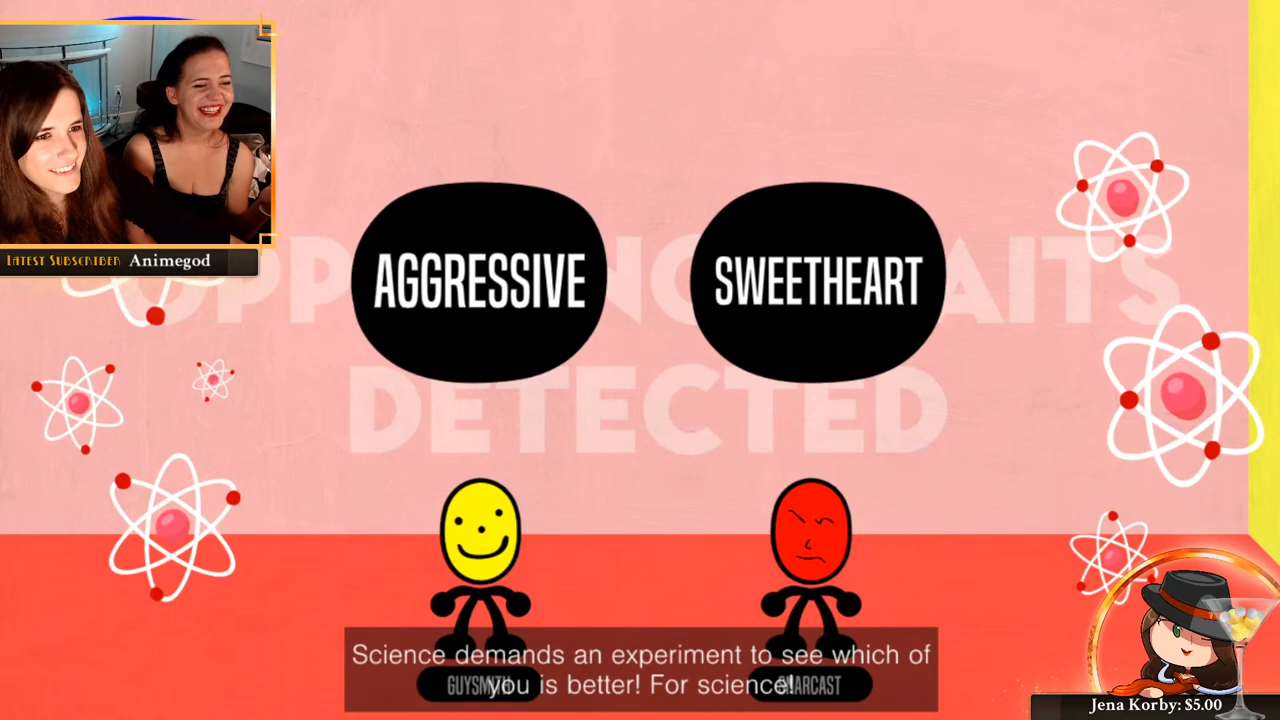 LATEST SUBSCRIBER Animegod
AGGRESSIVE
SWEETHEART
DETECTED
Science demands an experiment to see which of
you is better! For science!
GUYSMITH
Jena Korby: $5.00